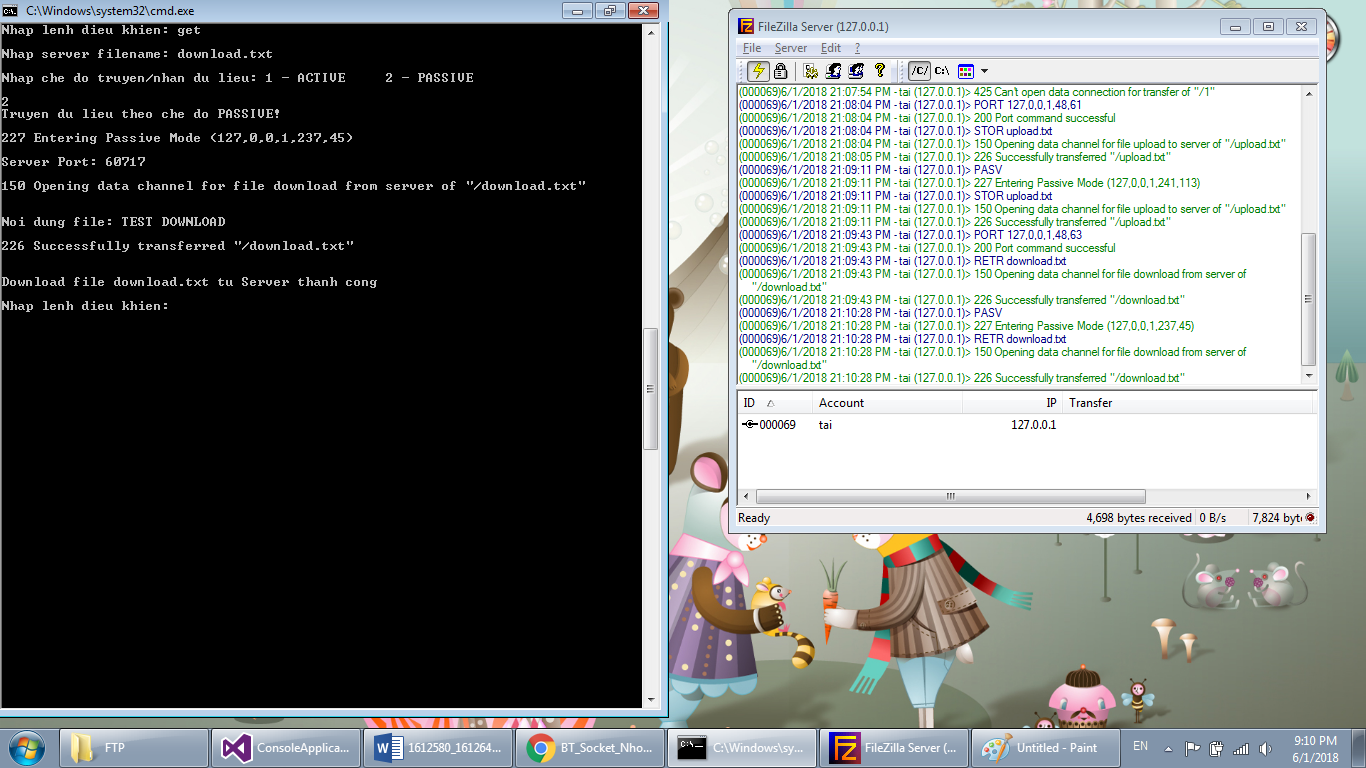 C:\Windows\system32\cmd.exe
Nhap lenh dieu khien: get
Nhap server filename: download.txt
Nhap che do truyen/nhan du lieu: 1 - ACTIVE     2 - PASSIVE
2
Truyen du lieu theo che do PASSIVE!
227 Entering Passive Mode (127,0,0,1,237,45)
Server Port: 60717
150 Opening data channel for file download from server of "/download.txt"
Noi dung file: TEST DOWNLOAD
226 Successfully transferred "/download.txt"
Download file download.txt tu Server thanh cong
Nhap lenh dieu khien:
FileZilla Server (127.0.0.1)
File Server Edit ?
/C/ C:\
(000069)6/1/2018 21:07:54 PM - tai (127.0.0.1)> 425 Can't open data connection for transfer of "/1"
(000069)6/1/2018 21:08:04 PM - tai (127.0.0.1)> PORT 127,0,0,1,48,61
(000069)6/1/2018 21:08:04 PM - tai (127.0.0.1)> 200 Port command successful
(000069)6/1/2018 21:08:04 PM - tai (127.0.0.1)> STOR upload.txt
(000069)6/1/2018 21:08:04 PM - tai (127.0.0.1)> 150 Opening data channel for file upload to server of "/upload.txt"
(000069)6/1/2018 21:08:05 PM - tai (127.0.0.1)> 226 Successfully transferred "/upload.txt"
(000069)6/1/2018 21:09:11 PM - tai (127.0.0.1)> PASV
(000069)6/1/2018 21:09:11 PM - tai (127.0.0.1)> 227 Entering Passive Mode (127,0,0,1,241,113)
(000069)6/1/2018 21:09:11 PM - tai (127.0.0.1)> STOR upload.txt
(000069)6/1/2018 21:09:11 PM - tai (127.0.0.1)> 150 Opening data channel for file upload to server of "/upload.txt"
(000069)6/1/2018 21:09:11 PM - tai (127.0.0.1)> 226 Successfully transferred "/upload.txt"
(000069)6/1/2018 21:09:43 PM - tai (127.0.0.1)> PORT 127,0,0,1,48,63
(000069)6/1/2018 21:09:43 PM - tai (127.0.0.1)> 200 Port command successful
(000069)6/1/2018 21:09:43 PM - tai (127.0.0.1)> RETR download.txt
(000069)6/1/2018 21:09:43 PM - tai (127.0.0.1)> 150 Opening data channel for file download from server of
"/download.txt"
(000069)6/1/2018 21:09:43 PM - tai (127.0.0.1)> 226 Successfully transferred "/download.txt"
(000069)6/1/2018 21:10:28 PM - tai (127.0.0.1)> PASV
(000069)6/1/2018 21:10:28 PM - tai (127.0.0.1)> 227 Entering Passive Mode (127,0,0,1,237,45)
(000069)6/1/2018 21:10:28 PM - tai (127.0.0.1)> RETR download.txt
(000069)6/1/2018 21:10:28 PM - tai (127.0.0.1)> 150 Opening data channel for file download from server of
"/download.txt"
(000069)6/1/2018 21:10:28 PM - tai (127.0.0.1)> 226 Successfully transferred "/download.txt"
ID Account IP Transfer
000069 tai 127.0.0.1
Ready 4,698 bytes received 0 B/s 7,824 byt
FTP ConsoleApplica... 1612580_161264... BT_Socket_Nho... C:\Windows\sy... FileZilla Server (... Untitled - Paint EN 9:10 PM
6/1/2018